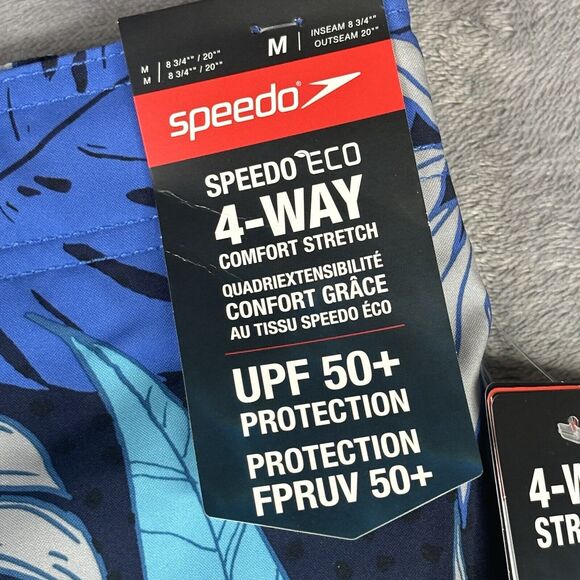 M 8 3/4"" / 20""
M 8 3/4"" / 20""
M
INSEAM 8 3/4""
OUTSEAM 20""
speedo
SPEEDO ECO
4-WAY
COMFORT STRETCH
QUADRIEXTENSIBILITÉ
CONFORT GRÂCE
AU TISSU SPEEDO ÉCO
UPF 50+
PROTECTION
PROTECTION
FPRUV 50+
4-W
STR